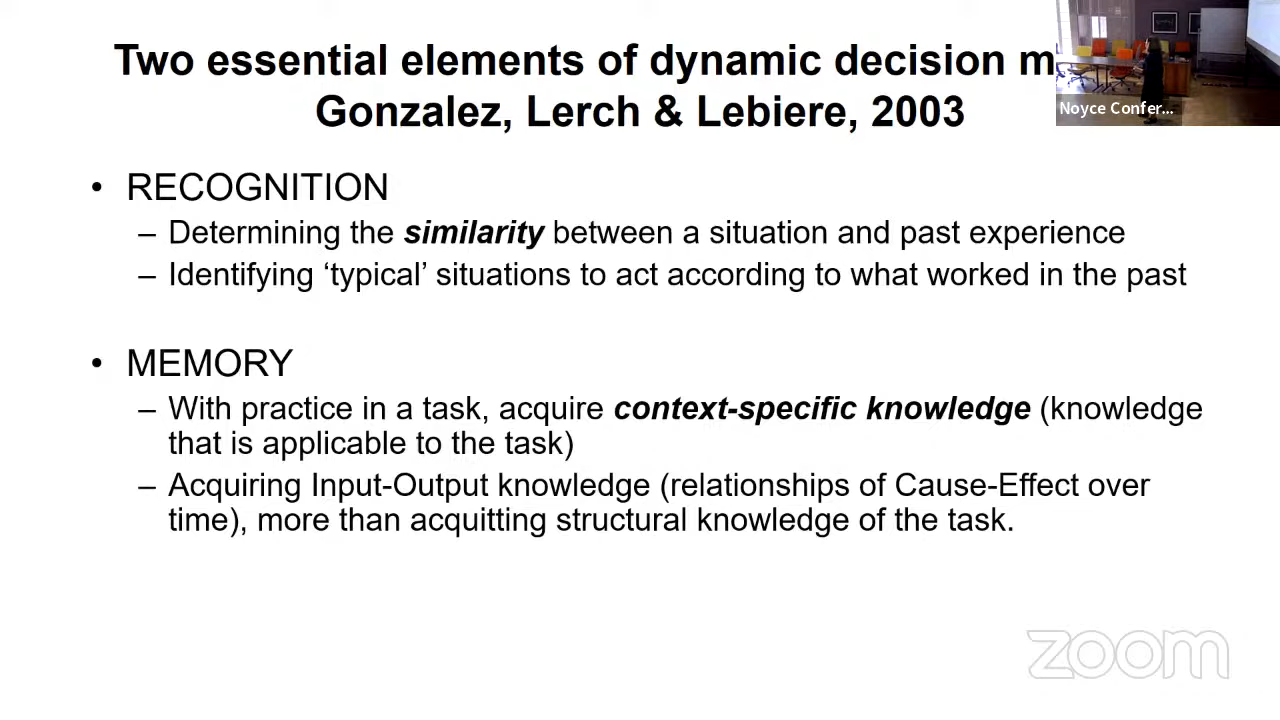 Two essential elements of dynamic decision m
Gonzalez, Lerch & Lebiere, 2003
Noyce Confer...
• RECOGNITION
– Determining the similarity between a situation and past experience
– Identifying ‘typical’ situations to act according to what worked in the past
• MEMORY
– With practice in a task, acquire context-specific knowledge (knowledge
that is applicable to the task)
– Acquiring Input-Output knowledge (relationships of Cause-Effect over
time), more than acquitting structural knowledge of the task.
zoom